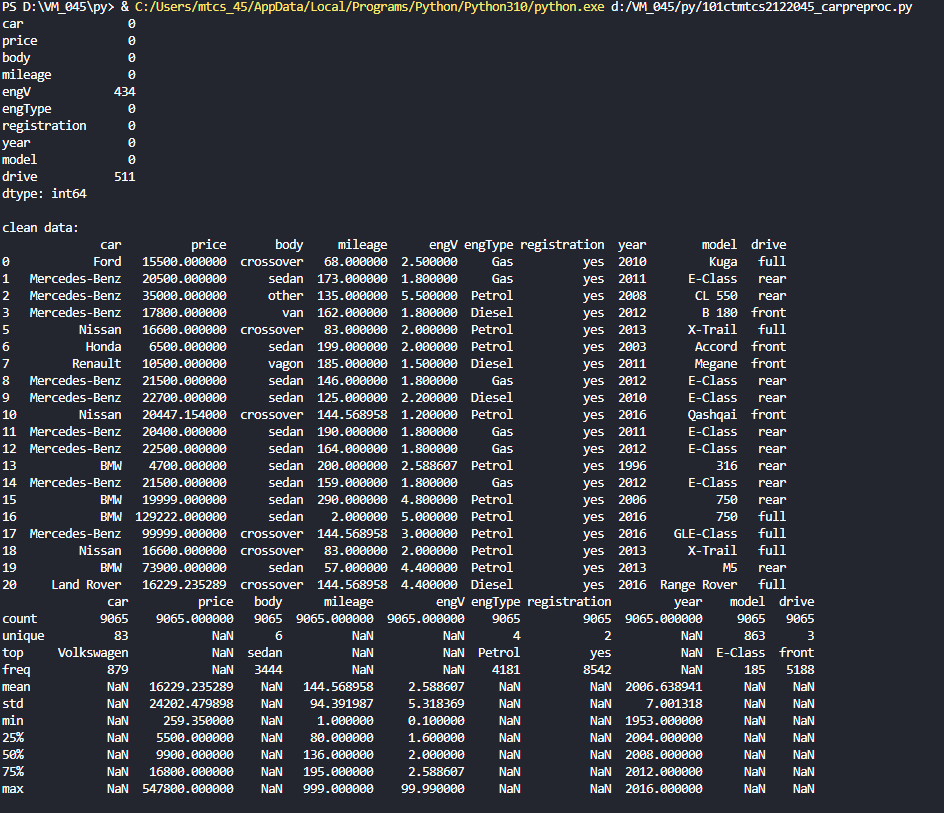 PS D:\VM_045\py> & C:/Users/mtcs_45/AppData/Local/Programs/Python/Python310/python.exe d:/VM_045/py/101ctmtcs2122045_carpreproc.py
car 0
price 0
body 0
mileage 0
engV 434
engType 0
registration 0
year 0
model 0
drive 511
dtype: int64
clean data:
car price body mileage engV engType registration year model drive
0 Ford 15500.000000 crossover 68.000000 2.500000 Gas yes 2010 Kuga full
1 Mercedes-Benz 20500.000000 sedan 173.000000 1.800000 Gas yes 2011 E-Class rear
2 Mercedes-Benz 35000.000000 other 135.000000 5.500000 Petrol yes 2008 CL 550 rear
3 Mercedes-Benz 17800.000000 van 162.000000 1.800000 Diesel yes 2012 B 180 front
5 Nissan 16600.000000 crossover 83.000000 2.000000 Petrol yes 2013 X-Trail full
6 Honda 6500.000000 sedan 199.000000 2.000000 Petrol yes 2003 Accord front
7 Renault 10500.000000 vagon 185.000000 1.500000 Diesel yes 2011 Megane front
8 Mercedes-Benz 21500.000000 sedan 146.000000 1.800000 Gas yes 2012 E-Class rear
9 Mercedes-Benz 22700.000000 sedan 125.000000 2.200000 Diesel yes 2010 E-Class rear
10 Nissan 20447.154000 crossover 144.568958 1.200000 Petrol yes 2016 Qashqai front
11 Mercedes-Benz 20400.000000 sedan 190.000000 1.800000 Gas yes 2011 E-Class rear
12 Mercedes-Benz 22500.000000 sedan 164.000000 1.800000 Gas yes 2012 E-Class rear
13 BMW 4700.000000 sedan 200.000000 2.588607 Petrol yes 1996 316 rear
14 Mercedes-Benz 21500.000000 sedan 159.000000 1.800000 Gas yes 2012 E-Class rear
15 BMW 19999.000000 sedan 290.000000 4.800000 Petrol yes 2006 750 rear
16 BMW 129222.000000 sedan 2.000000 5.000000 Petrol yes 2016 750 full
17 Mercedes-Benz 99999.000000 crossover 144.568958 3.000000 Petrol yes 2016 GLE-Class full
18 Nissan 16600.000000 crossover 83.000000 2.000000 Petrol yes 2013 X-Trail full
19 BMW 73900.000000 sedan 57.000000 4.400000 Petrol yes 2013 M5 rear
20 Land Rover 16229.235289 crossover 144.568958 4.400000 Diesel yes 2016 Range Rover full
car price body mileage engV engType registration year model drive
count 9065 9065.000000 9065 9065.000000 9065.000000 9065 9065 9065.000000 9065 9065
unique 83 NaN 6 NaN NaN 4 2 NaN 863 3
top Volkswagen NaN sedan NaN NaN Petrol yes NaN E-Class front
freq 879 NaN 3444 NaN NaN 4181 8542 NaN 185 5188
mean NaN 16229.235289 NaN 144.568958 2.588607 NaN NaN 2006.638941 NaN NaN
std NaN 24202.479898 NaN 94.391987 5.318369 NaN NaN 7.001318 NaN NaN
min NaN 259.350000 NaN 1.000000 0.100000 NaN NaN 1953.000000 NaN NaN
25% NaN 5500.000000 NaN 80.000000 1.600000 NaN NaN 2004.000000 NaN NaN
50% NaN 9900.000000 NaN 136.000000 2.000000 NaN NaN 2008.000000 NaN NaN
75% NaN 16800.000000 NaN 195.000000 2.588607 NaN NaN 2012.000000 NaN NaN
max NaN 547800.000000 NaN 999.000000 99.990000 NaN NaN 2016.000000 NaN NaN